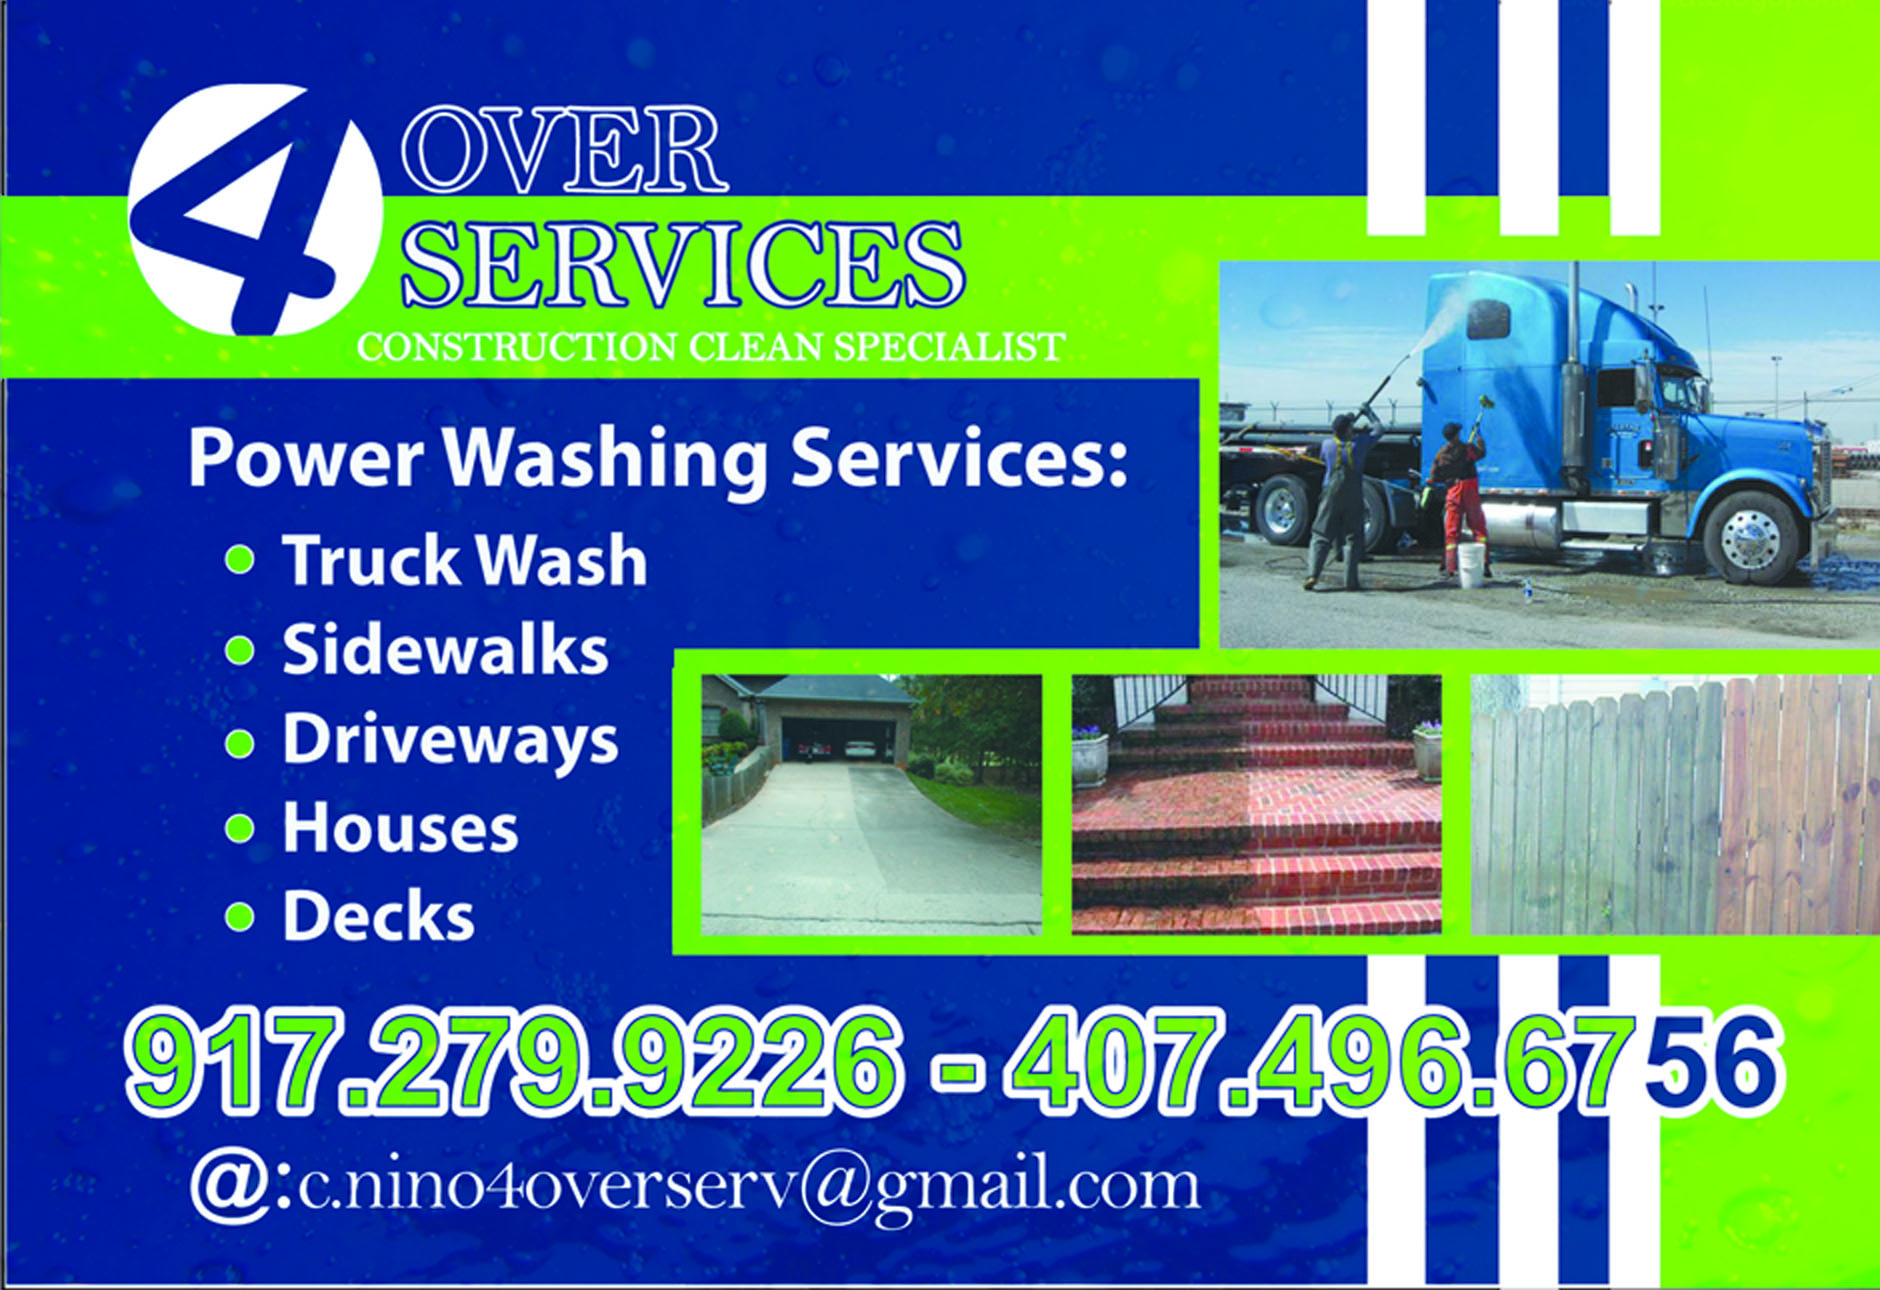 4 OVER
SERVICES
CONSTRUCTION CLEAN SPECIALIST
Power Washing Services:
• Truck Wash
• Sidewalks
• Driveways
• Houses
• Decks
917.279.9226 - 407.496.6756
@:c.nino4overserv@gmail.com